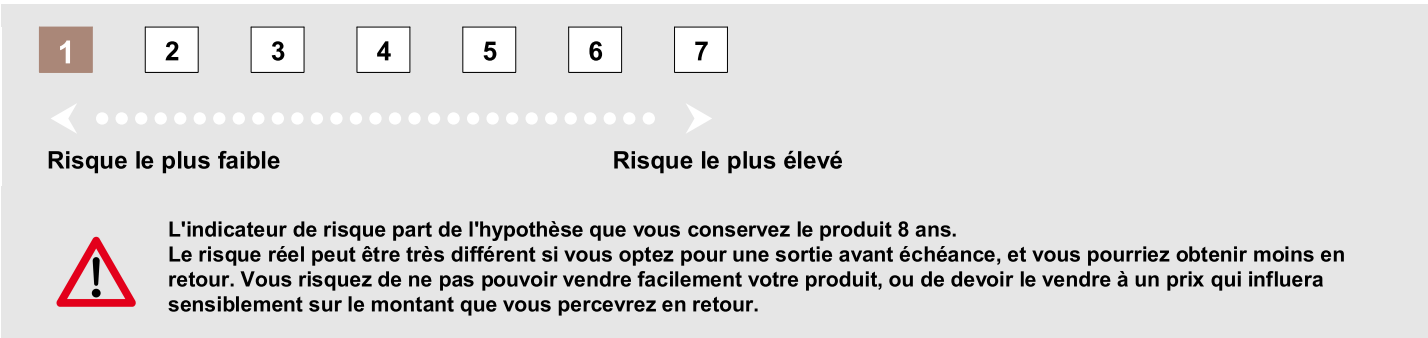 1 2 3 4 5 6 7
Risque le plus faible Risque le plus élevé
L'indicateur de risque part de l'hypothèse que vous conservez le produit 8 ans.
Le risque réel peut être très différent si vous optez pour une sortie avant échéance, et vous pourriez obtenir moins en
retour. Vous risquez de ne pas pouvoir vendre facilement votre produit, ou de devoir le vendre à un prix qui influera
sensiblement sur le montant que vous percevrez en retour.